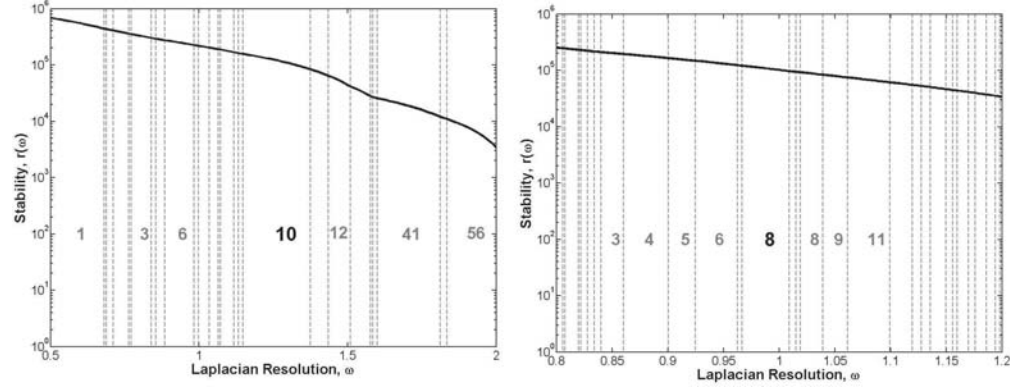 10⁶
10⁵
10⁴
10³
10²
10¹
10⁰
Stability, r(ω)
1 3 6 10 12 41 56
0.5 1 1.5 2
Laplacian Resolution, ω
10⁶
10⁵
10⁴
10³
10²
10¹
10⁰
Stability, r(ω)
3 4 5 6 8 8 9 11
0.8 0.85 0.9 0.95 1 1.05 1.1 1.15 1.2
Laplacian Resolution, ω